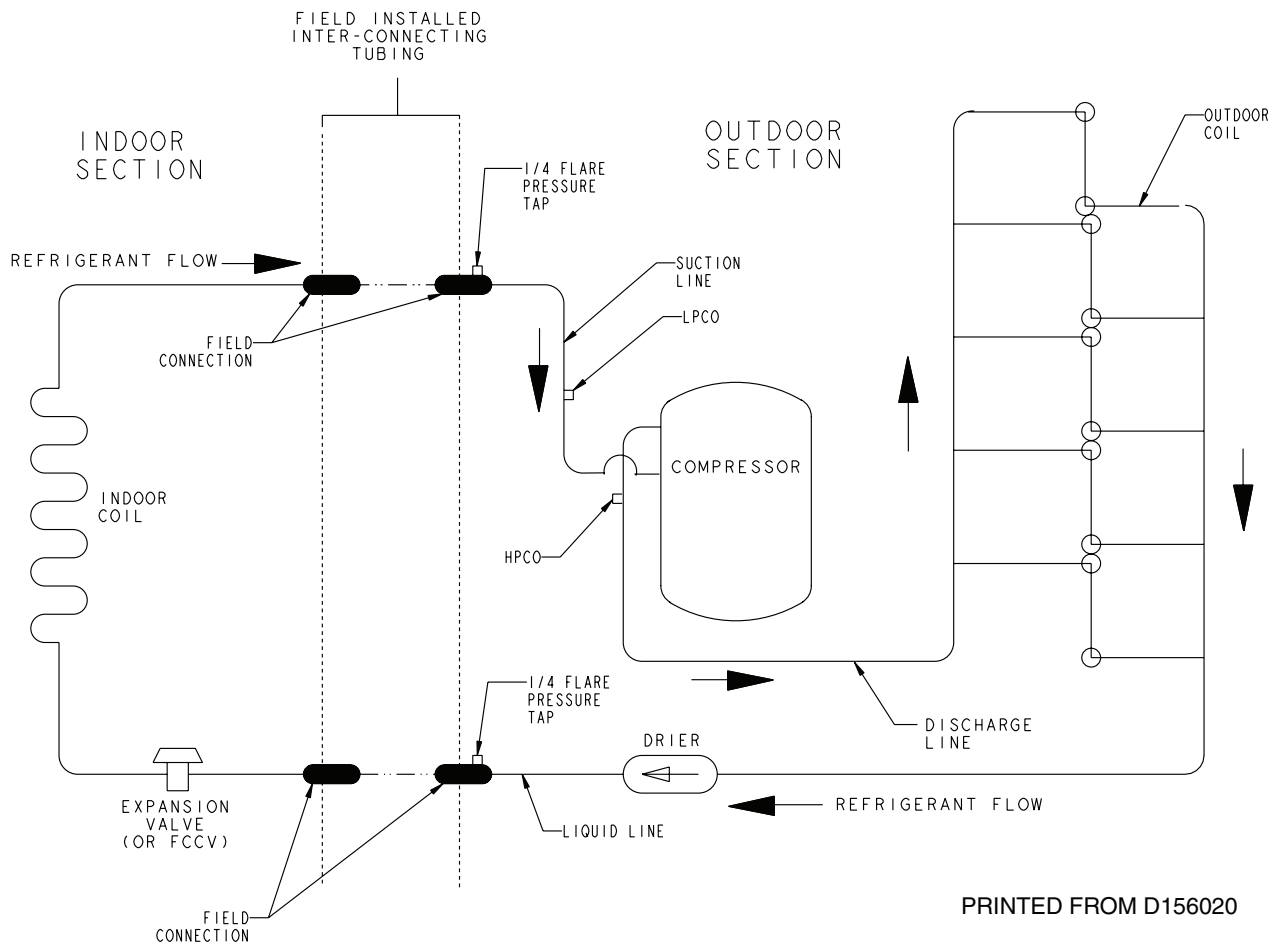 FIELD INSTALLED
INTER-CONNECTING
TUBING
INDOOR
SECTION
OUTDOOR
SECTION
OUTDOOR
COIL
1/4 FLARE
PRESSURE
TAP
REFRIGERANT FLOW
SUCTION
LINE
LPCO
FIELD
CONNECTION
COMPRESSOR
INDOOR
COIL
HPCO
1/4 FLARE
PRESSURE
TAP
DISCHARGE
LINE
DRIER
EXPANSION
VALVE
(OR FCCV)
REFRIGERANT FLOW
LIQUID LINE
FIELD
CONNECTION
PRINTED FROM D156020